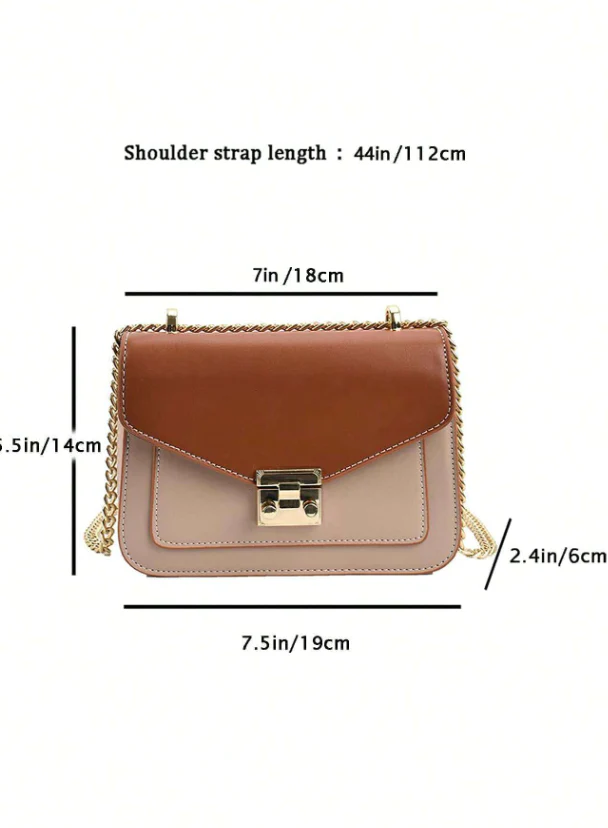 Shoulder strap length : 44in/112cm
7in/18cm
.5in/14cm
2.4in/6cm
7.5in/19cm